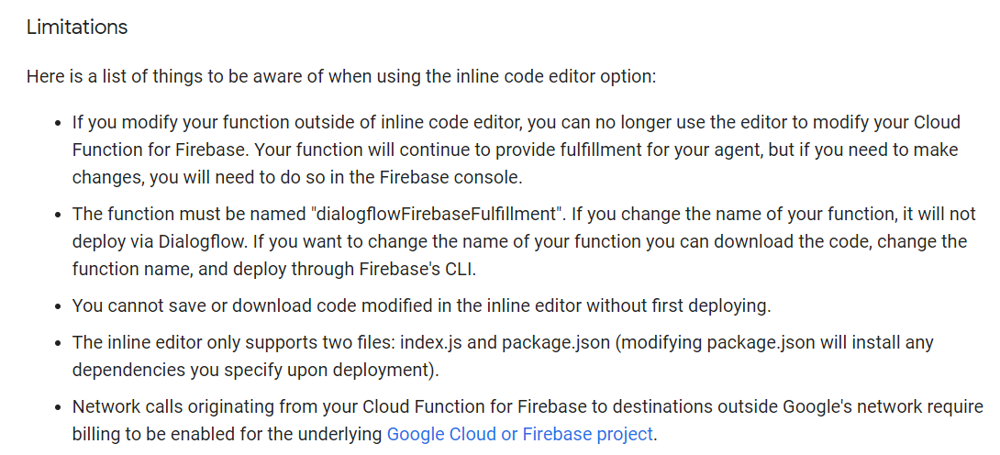 Limitations
Here is a list of things to be aware of when using the inline code editor option:
• If you modify your function outside of inline code editor, you can no longer use the editor to modify your Cloud
Function for Firebase. Your function will continue to provide fulfillment for your agent, but if you need to make
changes, you will need to do so in the Firebase console.
• The function must be named "dialogflowFirebaseFulfillment". If you change the name of your function, it will not
deploy via Dialogflow. If you want to change the name of your function you can download the code, change the
function name, and deploy through Firebase's CLI.
• You cannot save or download code modified in the inline editor without first deploying.
• The inline editor only supports two files: index.js and package.json (modifying package.json will install any
dependencies you specify upon deployment).
• Network calls originating from your Cloud Function for Firebase to destinations outside Google's network require
billing to be enabled for the underlying Google Cloud or Firebase project.